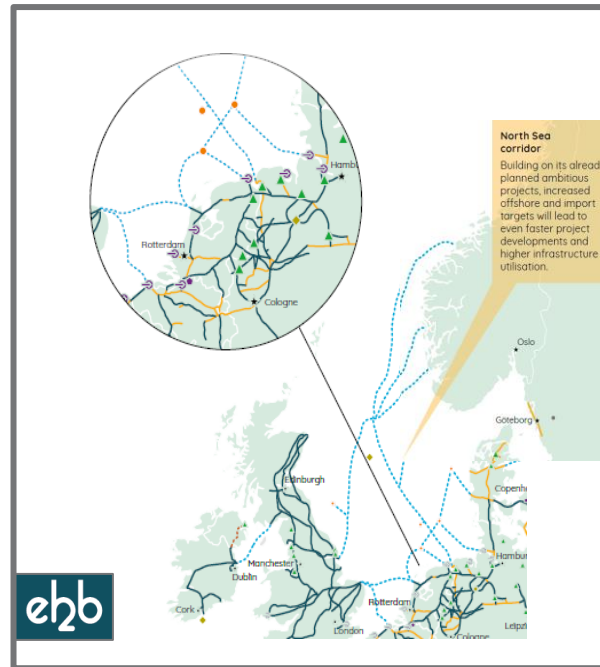 North Sea
corridor
Building on its alread
planned ambitious
projects, increased
offshore and import
targets will lead to
even faster project
developments and
higher infrastructure
utilisation.
Hambu
Rotterdam
Cologne
Oslo
Göteborg
Edinburgh
Copenh
Manchester
Dublin
Hambur
Cork
Rotterdam
London
Leipzi
Cologne
eh2b